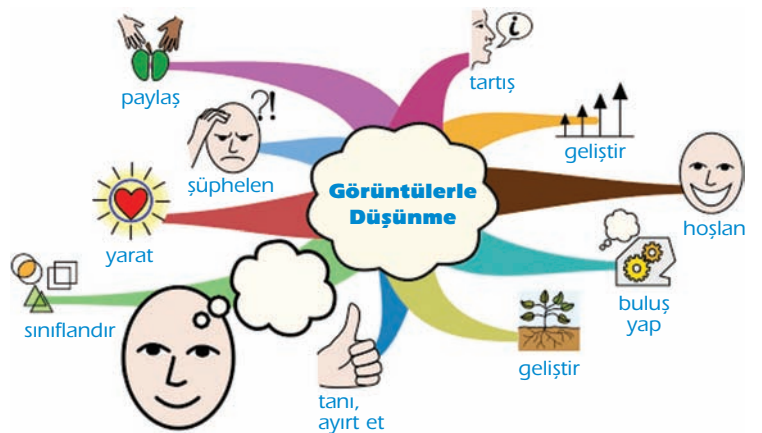 paylaş
tartış
?!
i
şüphelen
geliştir
Görüntülerle
Düşünme
yarat
hoşlan
sınıflandır
buluş
yap
geliştir
tanı,
ayırt et